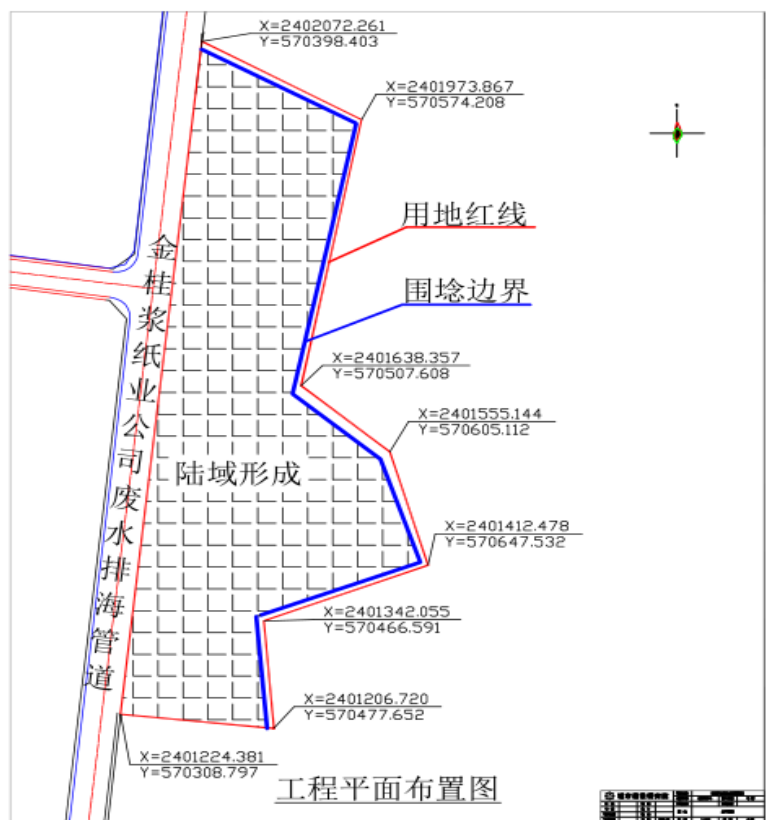 X=2402072.261
Y=570398.403
X=2401973.867
Y=570574.208
用地红线
围埝边界
金桂浆纸业公司废水排海管道
X=2401638.357
Y=570507.608
X=2401555.144
Y=570605.112
陆域形成
X=2401412.478
Y=570647.532
X=2401342.055
Y=570466.591
X=2401206.720
Y=570477.652
X=2401224.381
Y=570308.797
工程平面布置图